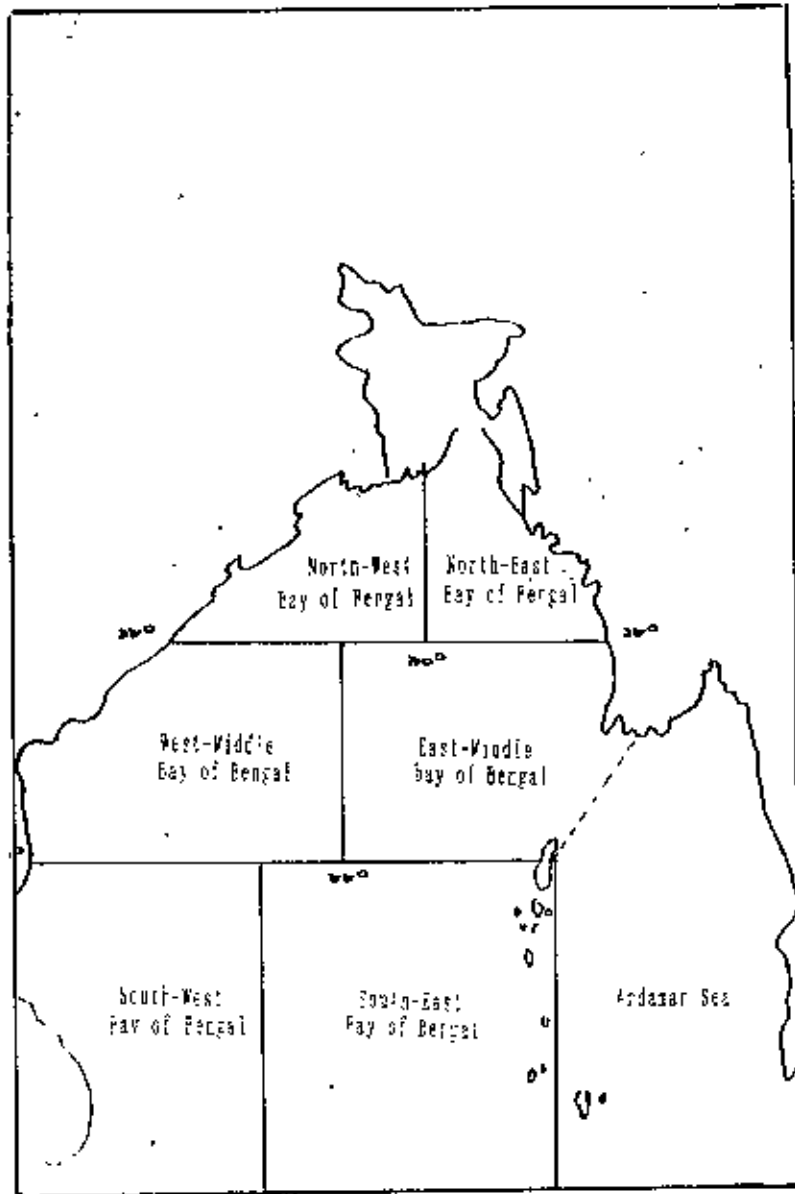 North-West
Bay of Bengal
North-East
Bay of Bengal
West-Middle
Bay of Bengal
East-Middle
Bay of Bengal
South-West
Bay of Bengal
South-East
Bay of Bengal
Andaman Sea